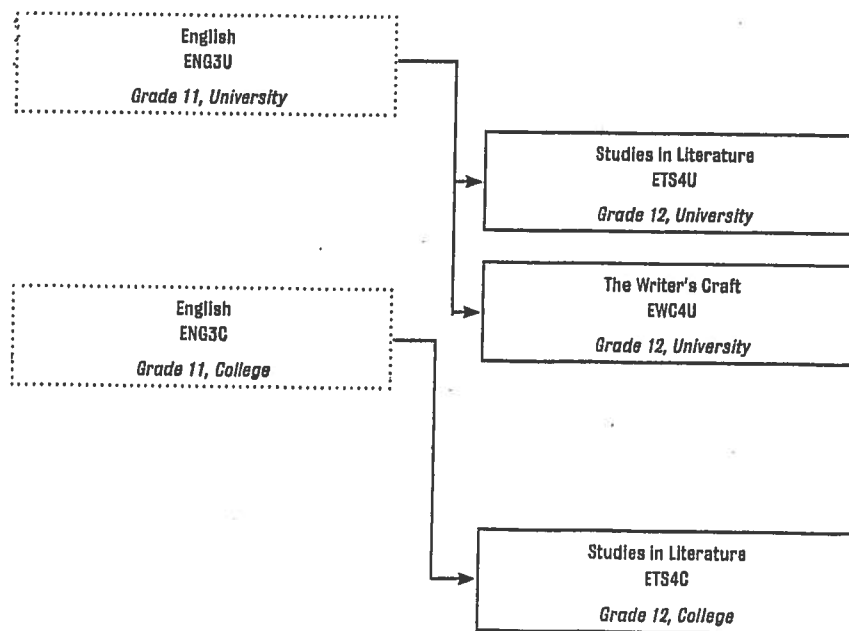 English
ENG3U
Grade 11, University
Studies in Literature
ETS4U
Grade 12, University
The Writer's Craft
EWC4U
Grade 12, University
English
ENG3C
Grade 11, College
Studies in Literature
ETS4C
Grade 12, College